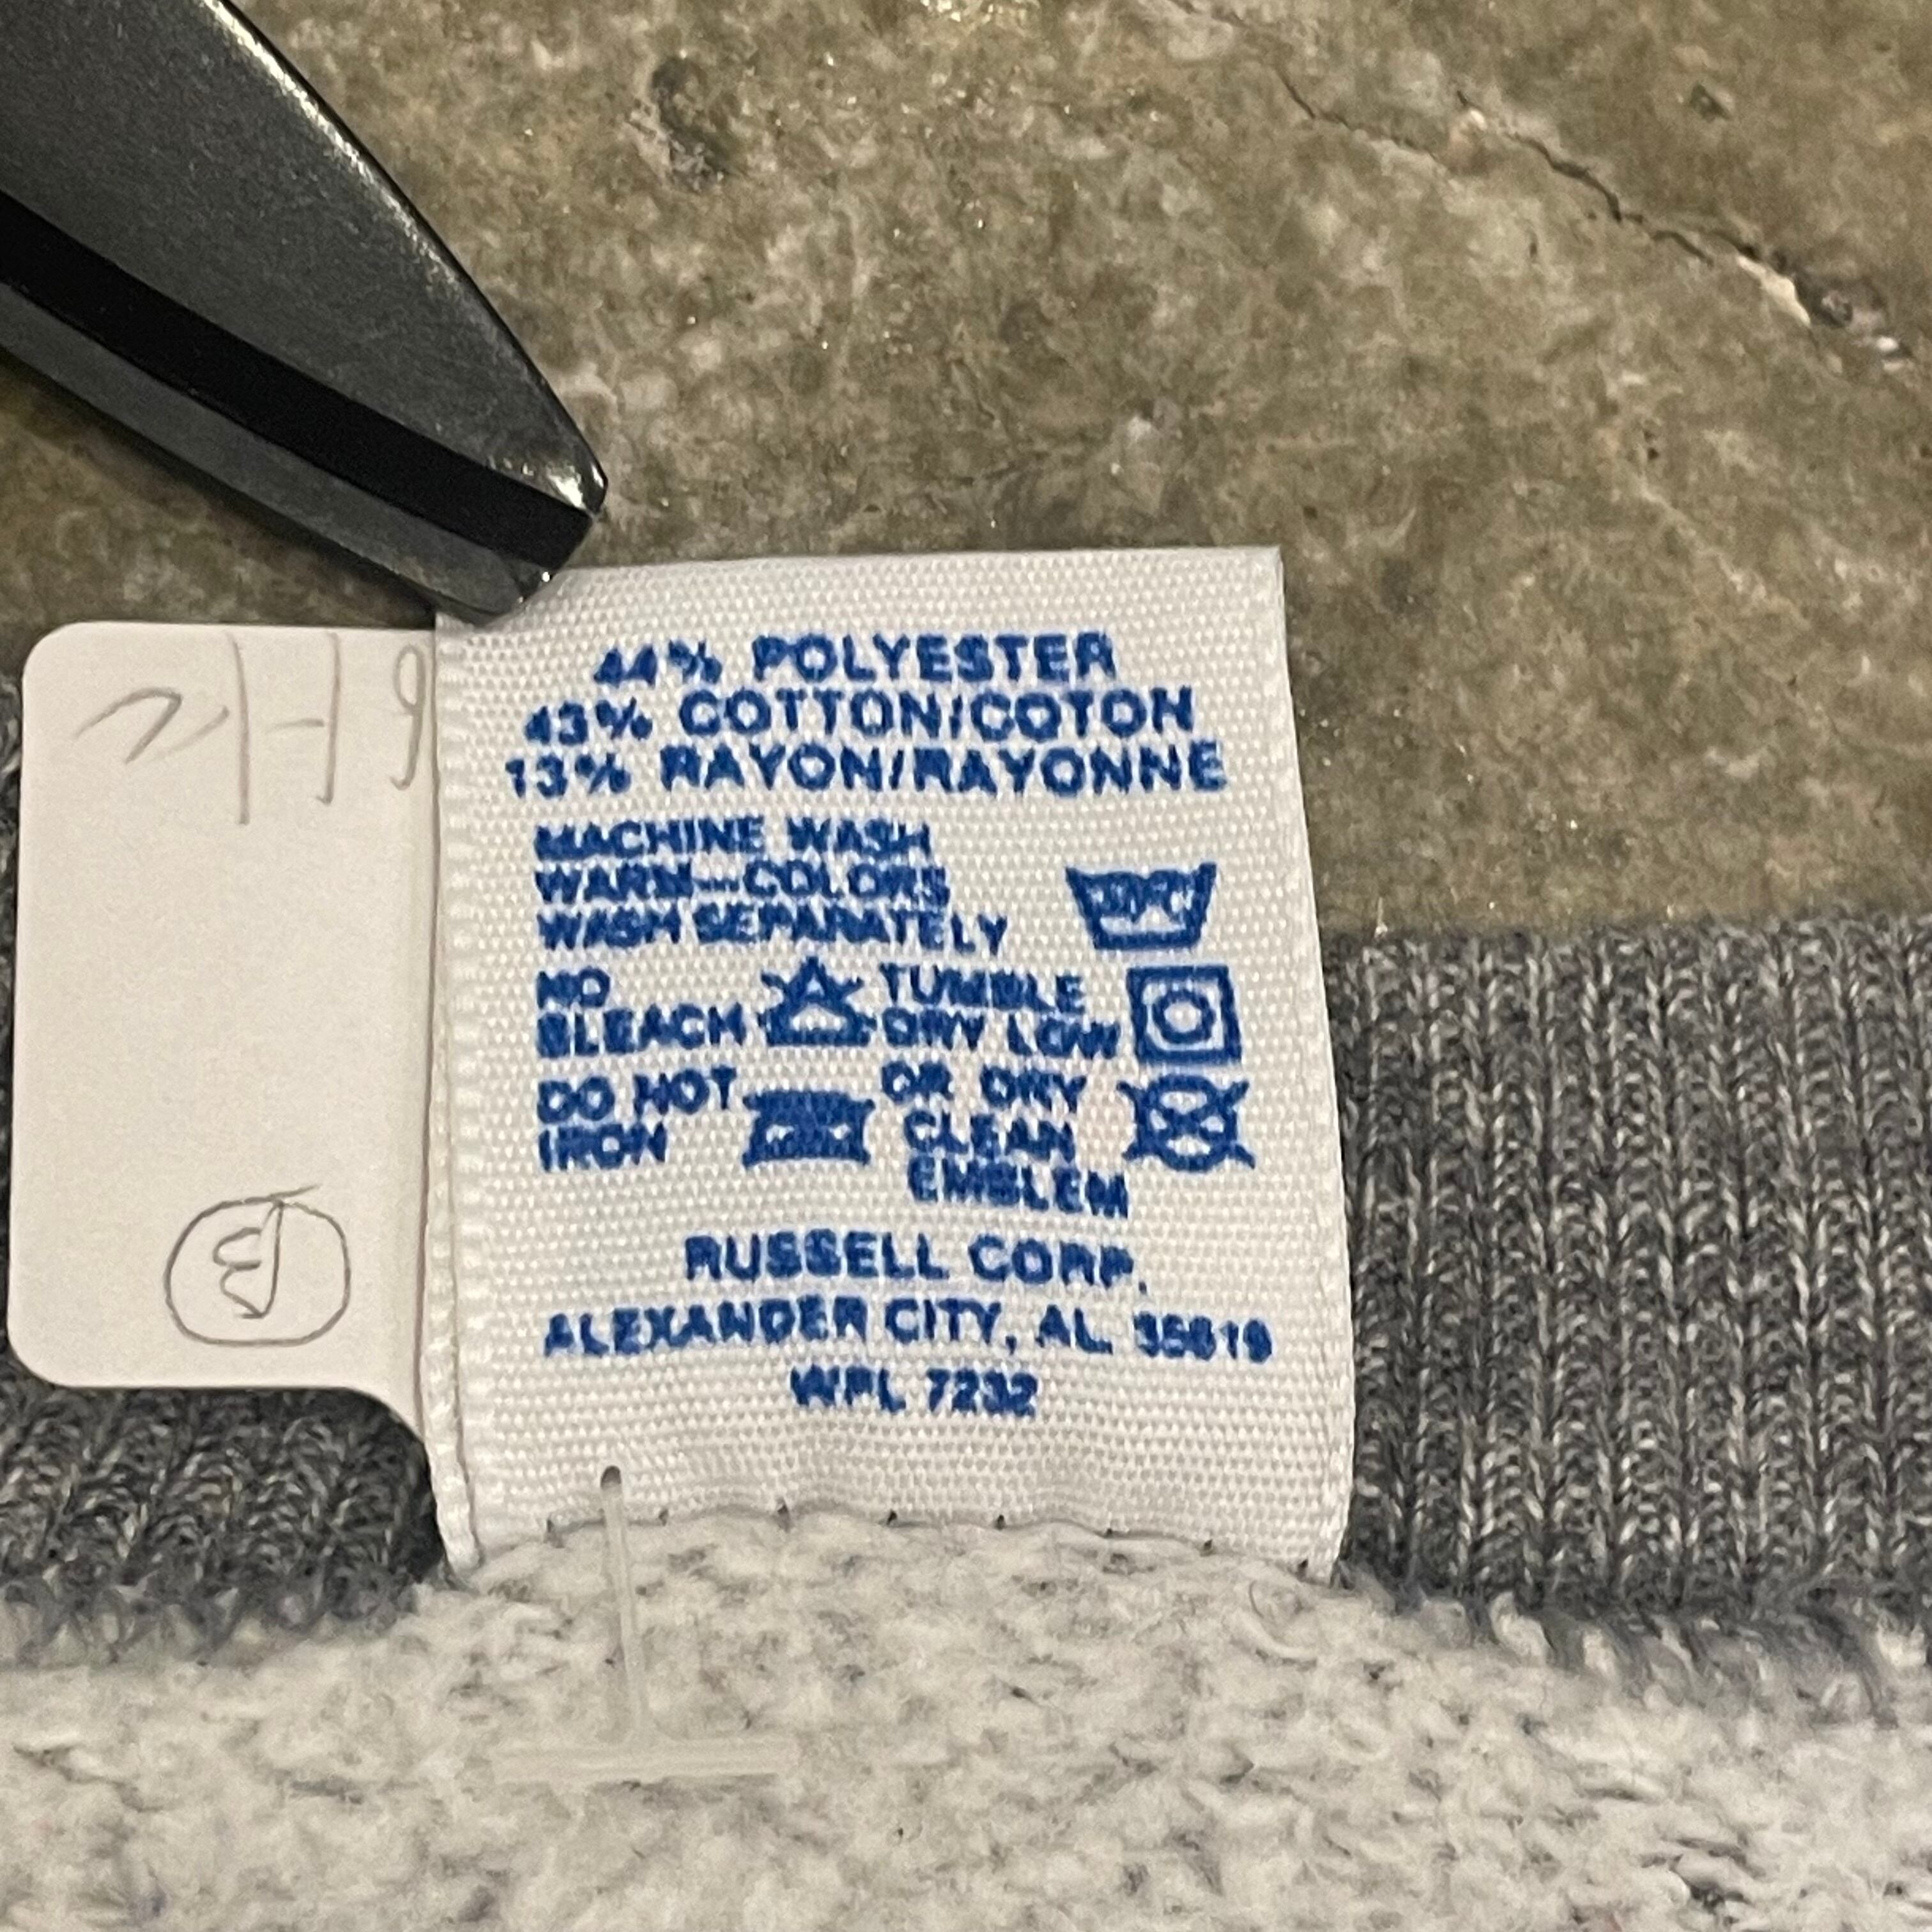 44% POLYESTER
43% COTTON/COTON
13% RAYON/RAYONNE
MACHINE WASH
WARM—COLORS
WASH SEPARATELY
NO
BLEACH
TUMBLE
DRY LOW
DO NOT
IRON
OR DRY
CLEAN
EMBLEM
RUSSELL CORP.
ALEXANDER CITY, AL 35010
WPL 7232
B